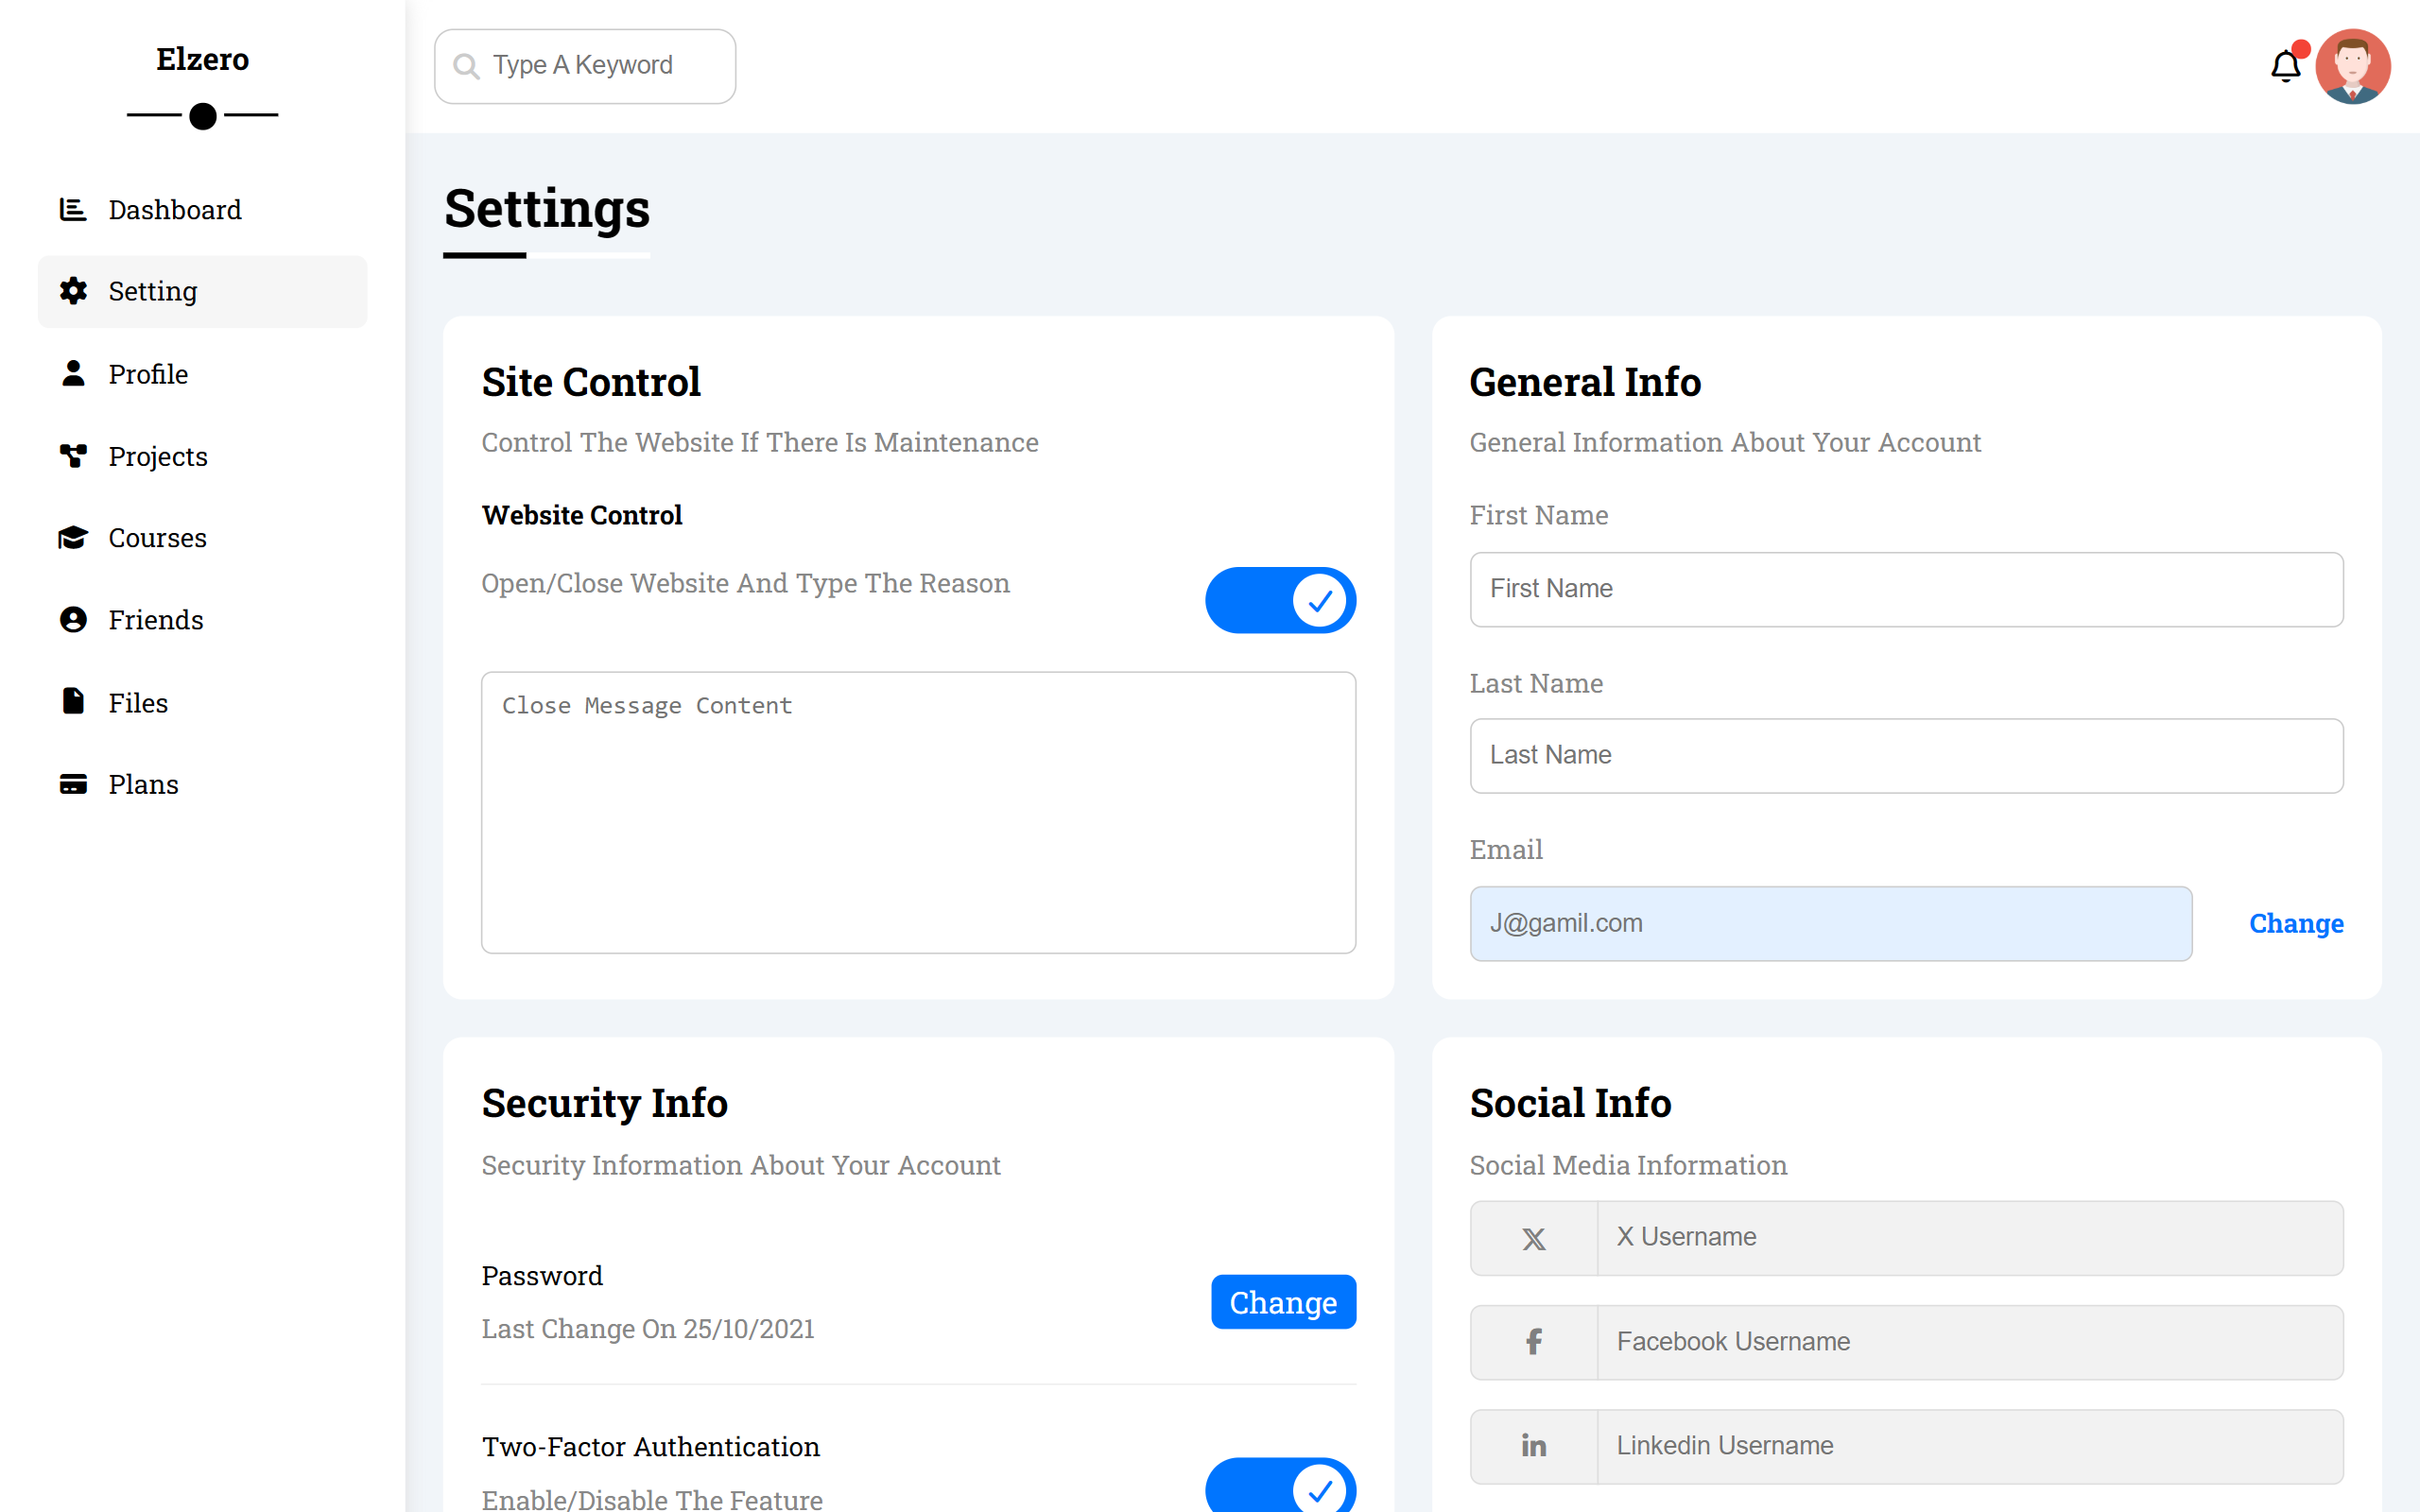 Elzero
Dashboard
Setting
Profile
Projects
Courses
Friends
Files
Plans
Type A Keyword
Settings
Site Control
Control The Website If There Is Maintenance
Website Control
Open/Close Website And Type The Reason
Close Message Content
General Info
General Information About Your Account
First Name
First Name
Last Name
Last Name
Email
J@gamil.com
Change
Security Info
Security Information About Your Account
Password
Last Change On 25/10/2021
Change
Two-Factor Authentication
Enable/Disable The Feature
Social Info
Social Media Information
X Username
Facebook Username
Linkedin Username